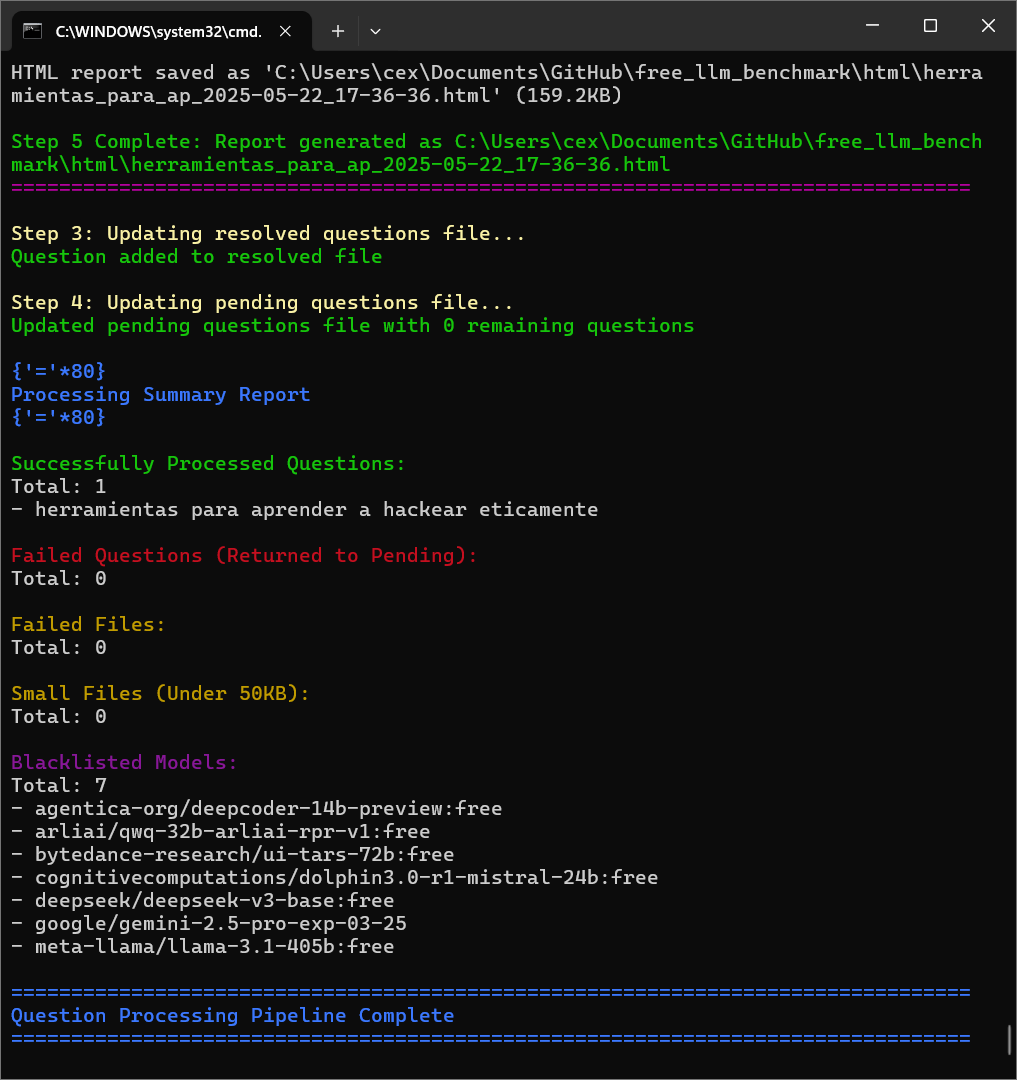 C:\WINDOWS\system32\cmd.
HTML report saved as 'C:\Users\cex\Documents\GitHub\free_llm_benchmark\html\herra
mientas_para_ap_2025-05-22_17-36-36.html' (159.2KB)
Step 5 Complete: Report generated as C:\Users\cex\Documents\GitHub\free_llm_bench
mark\html\herramientas_para_ap_2025-05-22_17-36-36.html
================================================================================
Step 3: Updating resolved questions file...
Question added to resolved file
Step 4: Updating pending questions file...
Updated pending questions file with 0 remaining questions
{'='*80}
Processing Summary Report
{'='*80}
Successfully Processed Questions:
Total: 1
- herramientas para aprender a hackear eticamente
Failed Questions (Returned to Pending):
Total: 0
Failed Files:
Total: 0
Small Files (Under 50KB):
Total: 0
Blacklisted Models:
Total: 7
- agentica-org/deepcoder-14b-preview:free
- arliai/qwq-32b-arliai-rpr-v1:free
- bytedance-research/ui-tars-72b:free
- cognitivecomputations/dolphin3.0-r1-mistral-24b:free
- deepseek/deepseek-v3-base:free
- google/gemini-2.5-pro-exp-03-25
- meta-llama/llama-3.1-405b:free
================================================================================
Question Processing Pipeline Complete
================================================================================